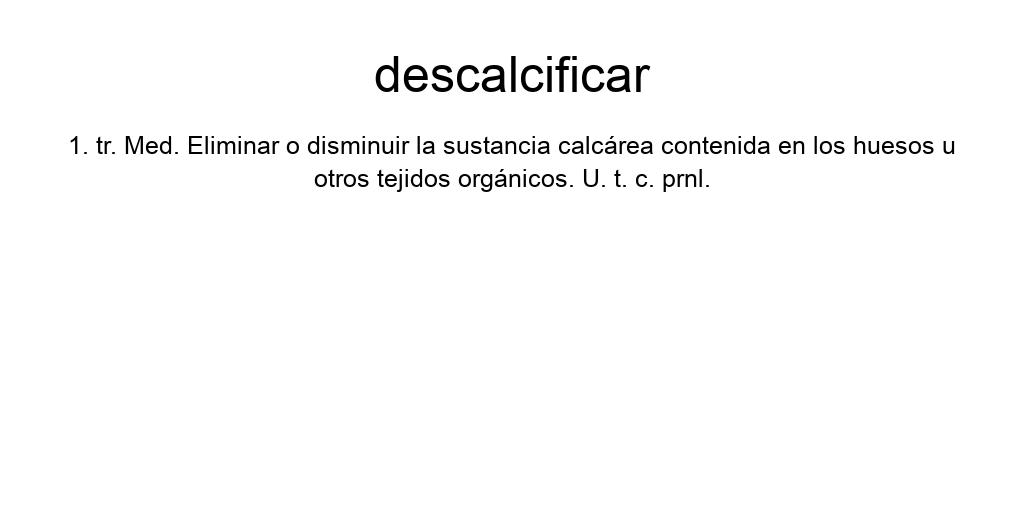 descalcificar
1. tr. Med. Eliminar o disminuir la sustancia calcárea contenida en los huesos u
otros tejidos orgánicos. U. t. c. prnl.